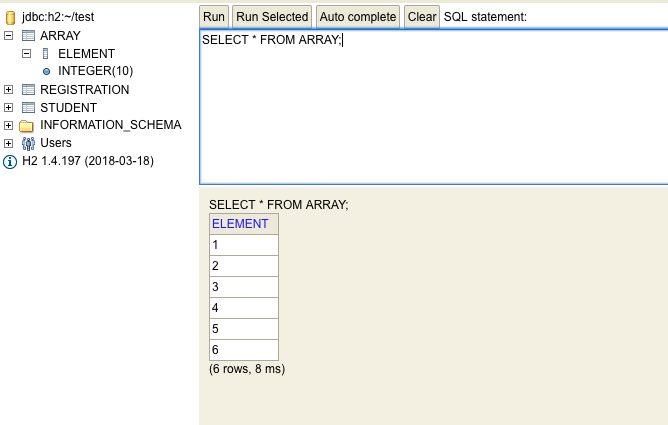 jdbc:h2:~/test
ARRAY
ELEMENT
INTEGER(10)
REGISTRATION
STUDENT
INFORMATION_SCHEMA
Users
H2 1.4.197 (2018-03-18)
Run Run Selected Auto complete Clear SQL statement:
SELECT * FROM ARRAY;
SELECT * FROM ARRAY;
ELEMENT
1
2
3
4
5
6
(6 rows, 8 ms)